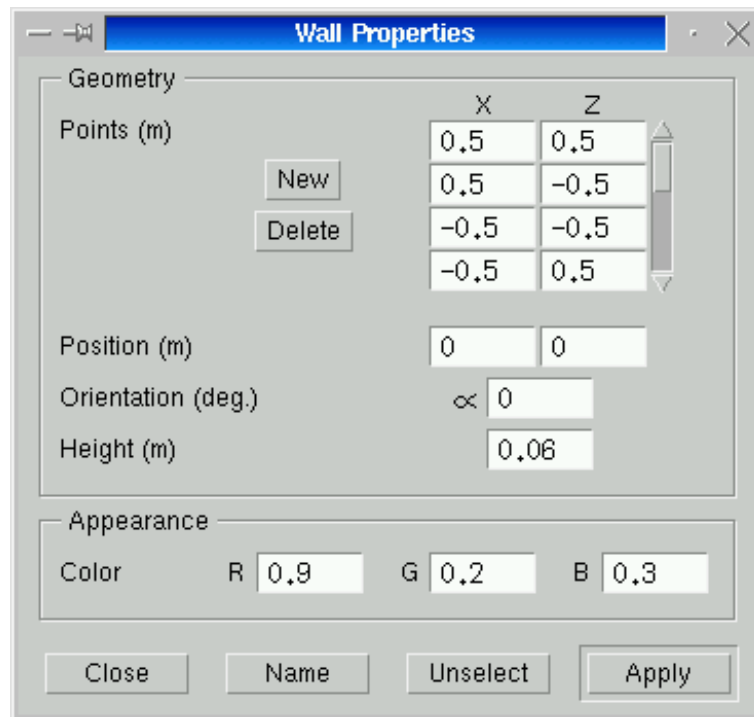 Wall Properties
Geometry
X Z
Points (m) 0.5 0.5
New 0.5 -0.5
Delete -0.5 -0.5
-0.5 0.5
Position (m) 0 0
Orientation (deg.) ∝ 0
Height (m) 0.06
Appearance
Color R 0.9 G 0.2 B 0.3
Close Name Unselect Apply